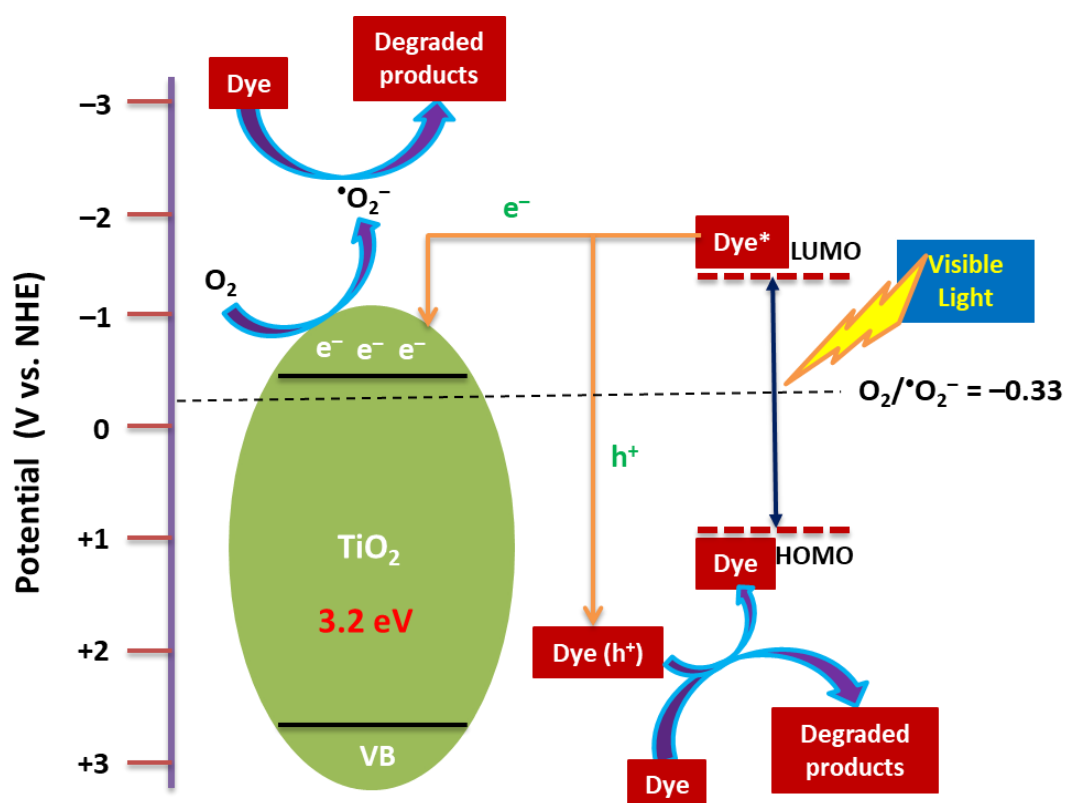 Potential (V vs. NHE)
–3
–2
–1
0
+1
+2
+3
Dye
Degraded
products
•O₂⁻
O₂
e⁻ e⁻ e⁻
TiO₂
3.2 eV
VB
e⁻
h⁺
Dye*
LUMO
Visible
Light
O₂/•O₂⁻ = –0.33
Dye
HOMO
Dye (h⁺)
Dye
Degraded
products